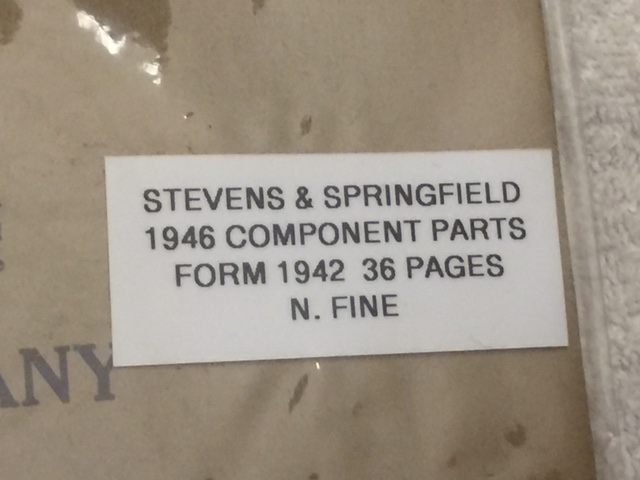 STEVENS & SPRINGFIELD
1946 COMPONENT PARTS
FORM 1942 36 PAGES
N. FINE
ANY